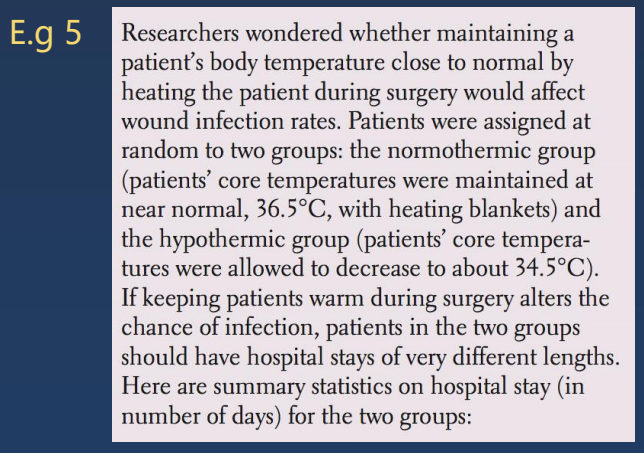 E.g 5
Researchers wondered whether maintaining a
patient's body temperature close to normal by
heating the patient during surgery would affect
wound infection rates. Patients were assigned at
random to two groups: the normothermic group
(patients' core temperatures were maintained at
near normal, 36.5°C, with heating blankets) and
the hypothermic group (patients' core tempera-
tures were allowed to decrease to about 34.5°C).
If keeping patients warm during surgery alters the
chance of infection, patients in the two groups
should have hospital stays of very different lengths.
Here are summary statistics on hospital stay (in
number of days) for the two groups: